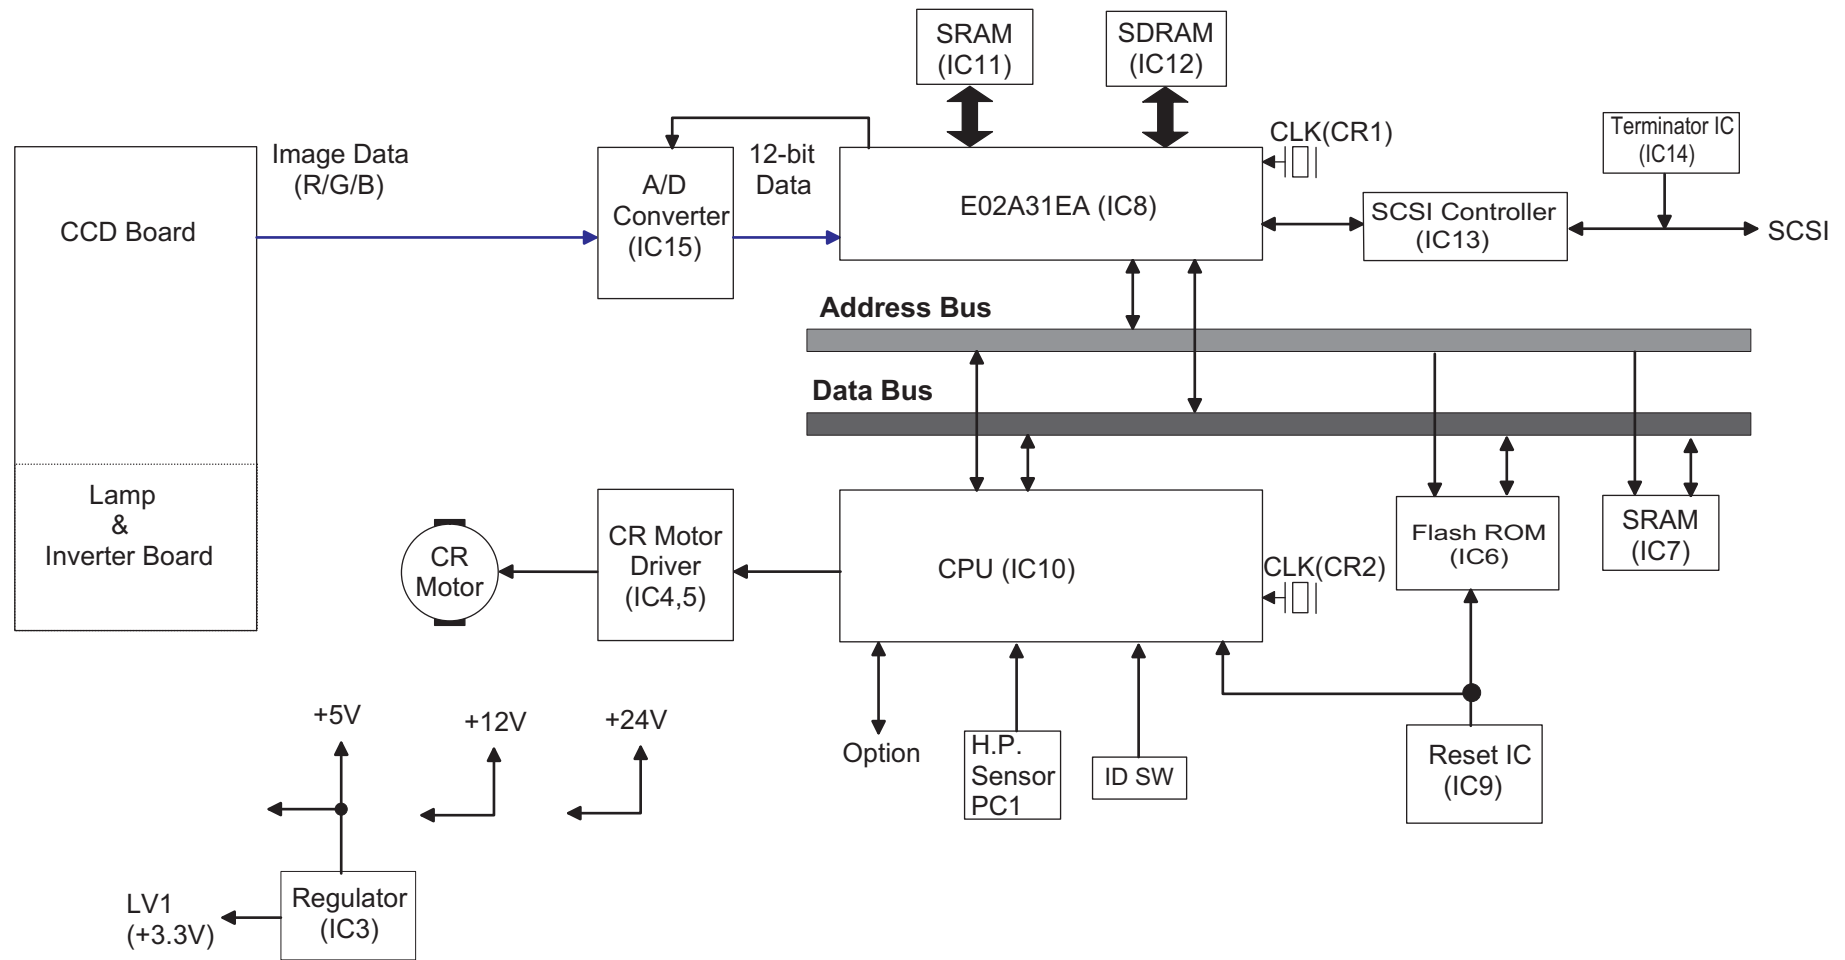 SRAM
(IC11)
SDRAM
(IC12)
CLK(CR1)
Terminator IC
(IC14)
Image Data
(R/G/B)
12-bit
Data
A/D
Converter
(IC15)
E02A31EA (IC8)
SCSI Controller
(IC13)
SCSI
CCD Board
Address Bus
Data Bus
Lamp
&
Inverter Board
CR
Motor
CR Motor
Driver
(IC4,5)
CPU (IC10)
CLK(CR2)
Flash ROM
(IC6)
SRAM
(IC7)
+5V
+12V
+24V
Option
H.P.
Sensor
PC1
ID SW
Reset IC
(IC9)
LV1
(+3.3V)
Regulator
(IC3)